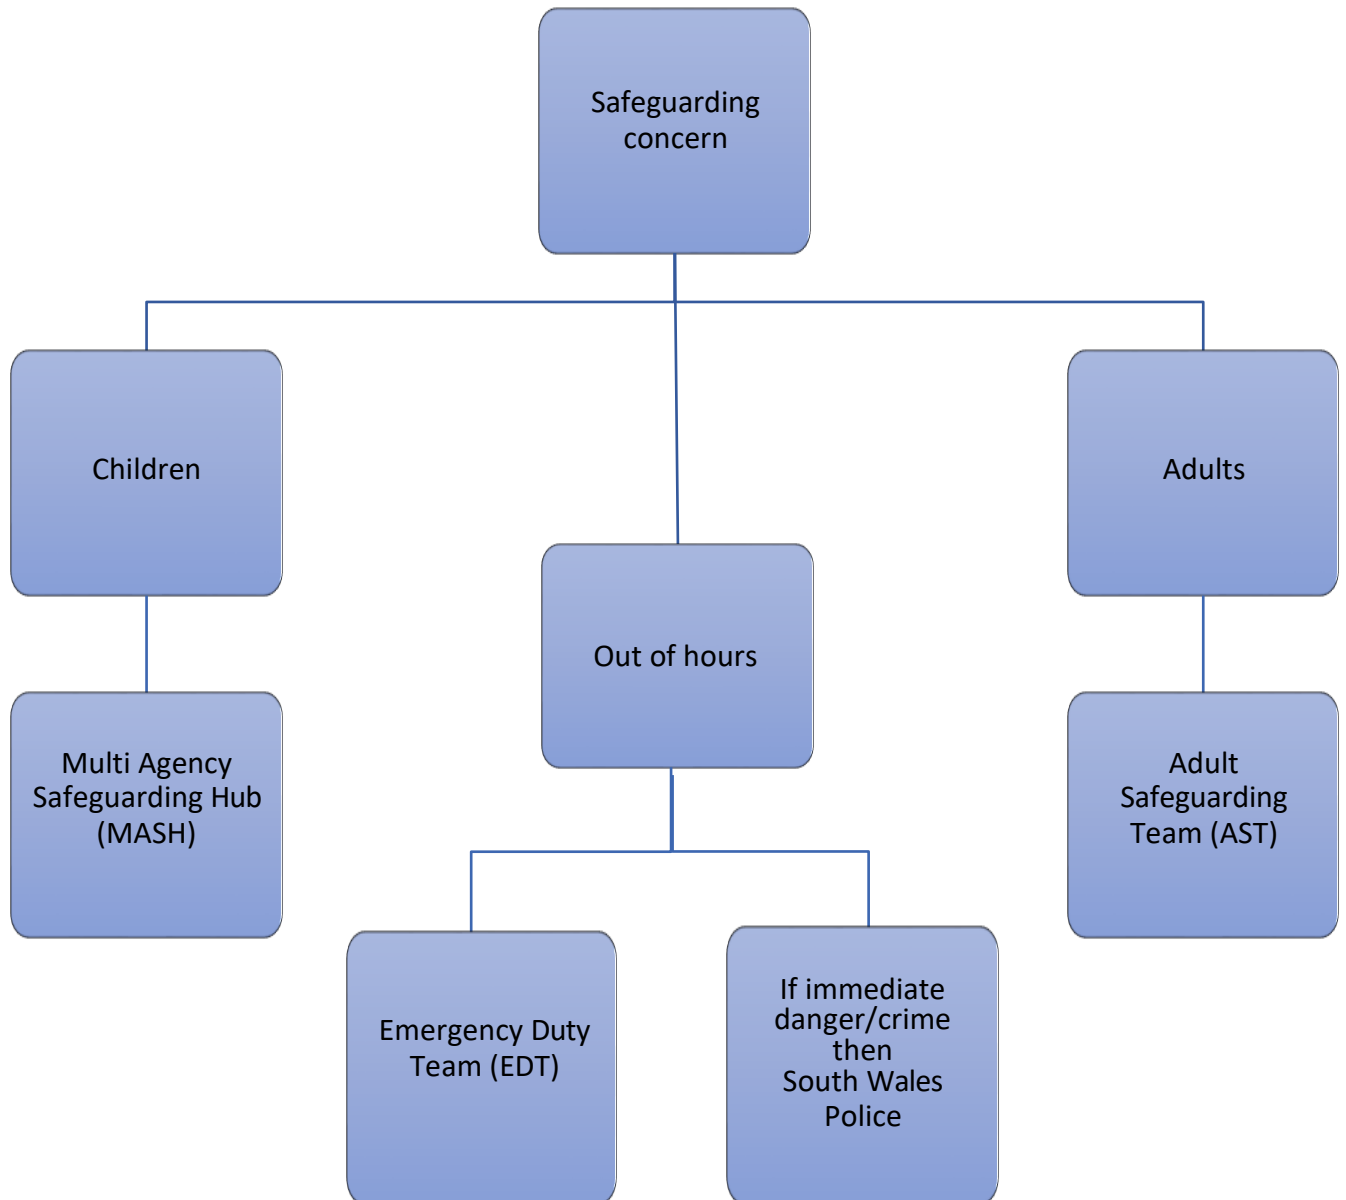 Safeguarding
concern
Children
Adults
Out of hours
Multi Agency
Safeguarding Hub
(MASH)
Adult
Safeguarding
Team (AST)
Emergency Duty
Team (EDT)
If immediate
danger/crime
then
South Wales
Police